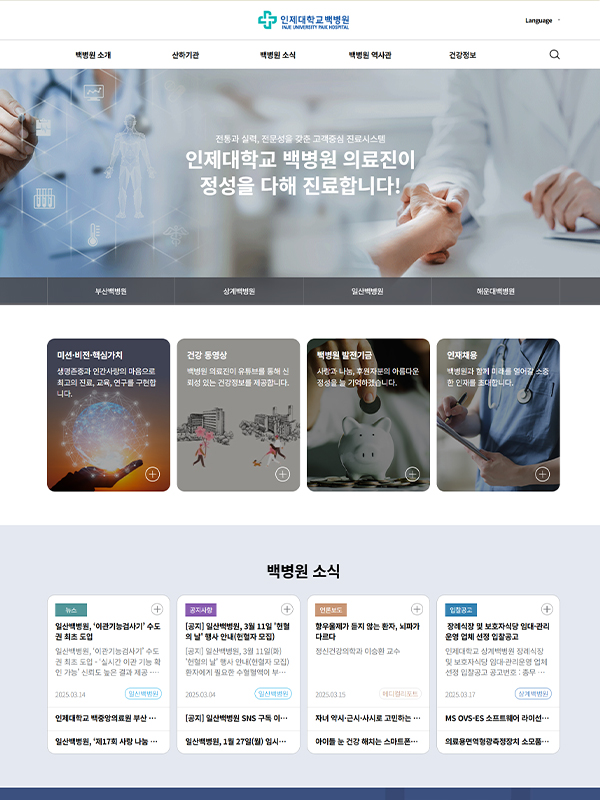 인제대학교백병원
INJE UNIVERSITY PAIK HOSPITAL
Language
백병원 소개
산하기관
백병원 소식
백병원 역사관
건강정보
전통과 실력, 전문성을 갖춘 고객중심 진료시스템
인제대학교 백병원 의료진이
정성을 다해 진료합니다!
부산백병원
상계백병원
일산백병원
해운대백병원
미션·비전·핵심가치
생명존중과 인간사랑의 마음으로
최고의 진료, 교육, 연구를 구현합
니다.
건강 동영상
백병원 의료진이 유튜브를 통해 신
뢰성 있는 건강정보를 제공합니다.
백병원 발전기금
사랑과 나눔, 후원자분의 아름다운
정성을 늘 기억하겠습니다.
인재채용
백병원과 함께 미래를 열어갈 소중
한 인재를 초대합니다.
백병원 소식
뉴스
일산백병원, ‘이관기능검사기’ 수도
권 최초 도입
일산백병원, ‘이관기능검사기’ 수도
권 최초 도입 - ‘실시간 이관 기능 확
인 가능’ 신뢰도 높은 결과 제공 -...
2025.03.14
일산백병원
인제대학교 백중앙의료원 부산 ...
일산백병원, ‘제17회 사랑 나눔 ...
공지사항
[공지] 일산백병원, 3월 11일 '헌혈
의 날' 행사 안내(헌혈자 모집)
[공지] 일산백병원, 3월 11일(화)
'헌혈의 날' 행사 안내(헌혈자 모집)
환자에게 필요한 수혈혈액이 부...
2025.03.04
일산백병원
[공지] 일산백병원 SNS 구독 이...
일산백병원, 1월 27일(월) 임시...
언론보도
항우울제가 듣지 않는 환자, 뇌파가
다르다
정신건강의학과 이승환 교수
2025.03.15
메디컬리포트
자녀 약시·근시·사시로 고민하는 ...
아이들 눈 건강 해치는 스마트폰...
입찰공고
장례식장 및 보호자식당 임대·관리
운영 업체 선정 입찰공고
인제대학교 상계백병원 장례식장
및 보호자식당 임대·관리운영 업체
선정 입찰공고 공고번호 : 총무 ...
2025.03.17
상계백병원
MS OVS-ES 소프트웨어 라이선...
의료용면역형광측정장치 소모품...